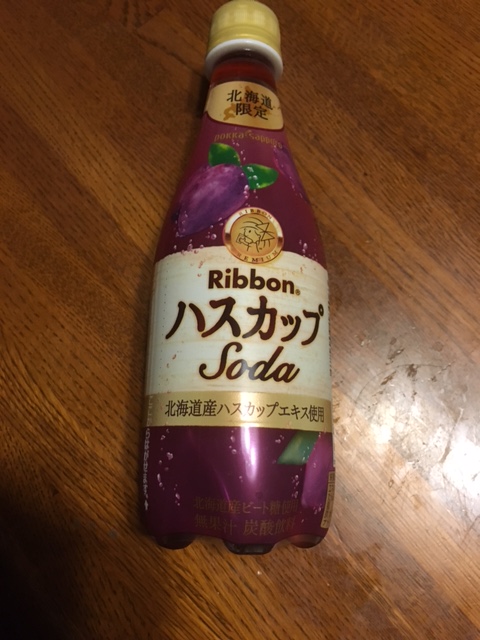 北海道
限定
pokka sapporo
Ribbon®
ハスカップ
Soda
北海道産ハスカップエキス使用
北海道産ビート糖使用
無果汁 炭酸飲料